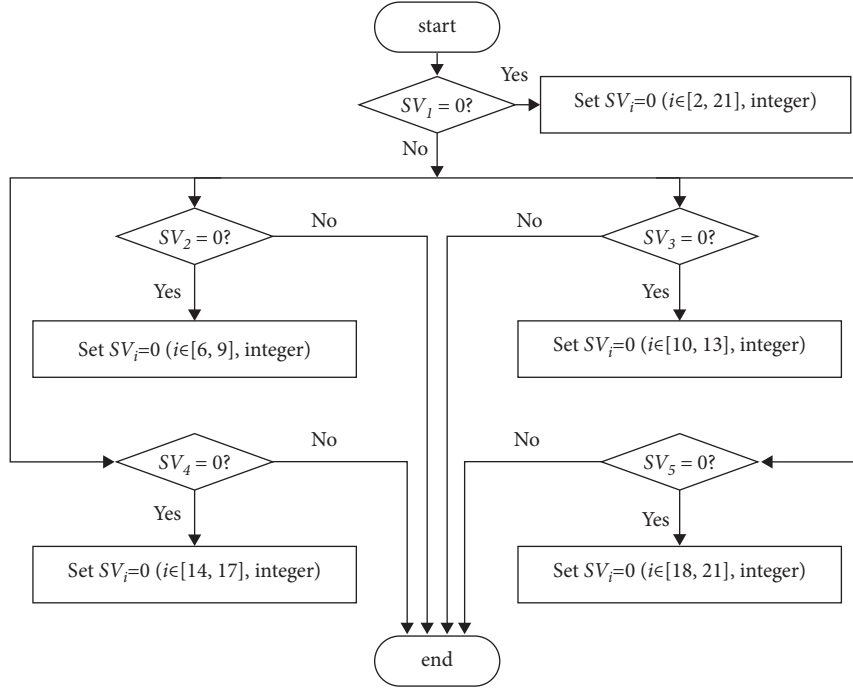 start
Yes
SV1 = 0?
Set SVi=0 (i∈[2, 21], integer)
No
SV2 = 0?
No
No
SV3 = 0?
Yes
Yes
Set SVi=0 (i∈[6, 9], integer)
Set SVi=0 (i∈[10, 13], integer)
SV4 = 0?
No
No
SV5 = 0?
Yes
Yes
Set SVi=0 (i∈[14, 17], integer)
Set SVi=0 (i∈[18, 21], integer)
end